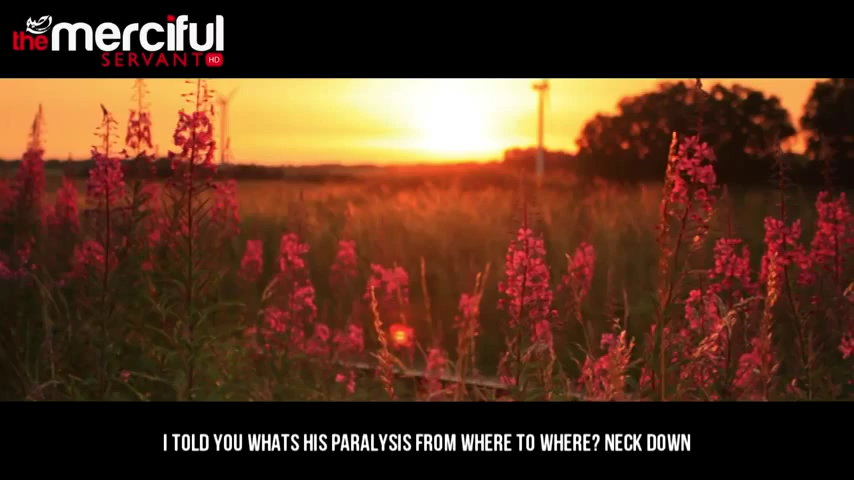 the merciful
SERVANT HD
I TOLD YOU WHATS HIS PARALYSIS FROM WHERE TO WHERE? NECK DOWN